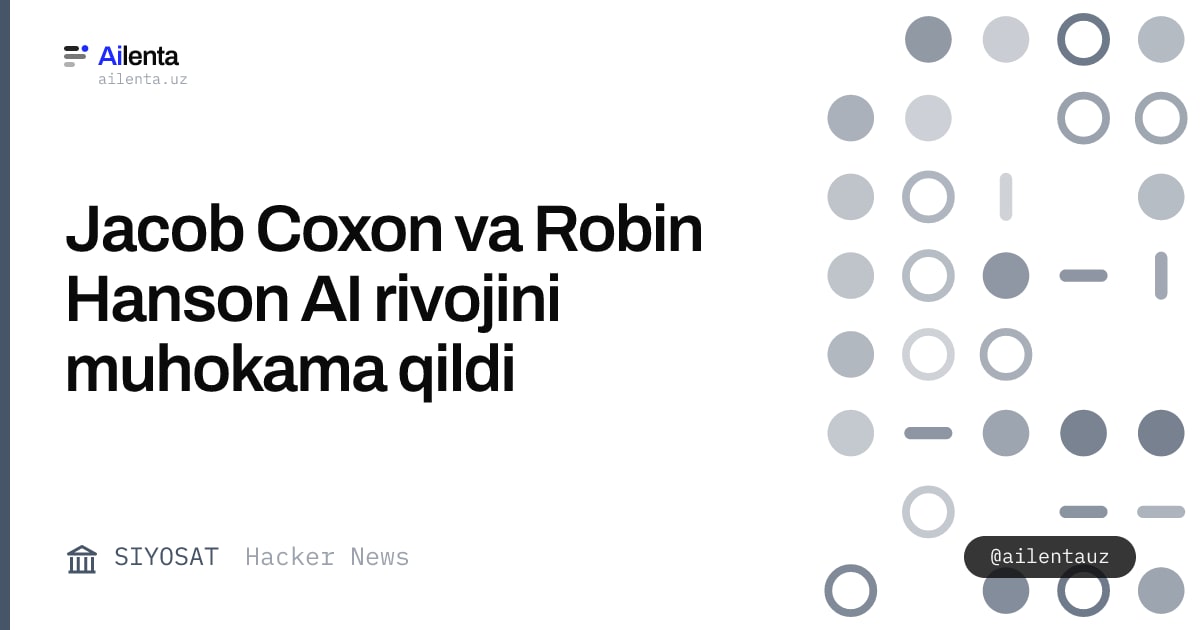 Ailenta
ailenta.uz
Jacob Coxon va Robin
Hanson AI rivojini
muhokama qildi
SIYOSAT Hacker News
@ailentauz